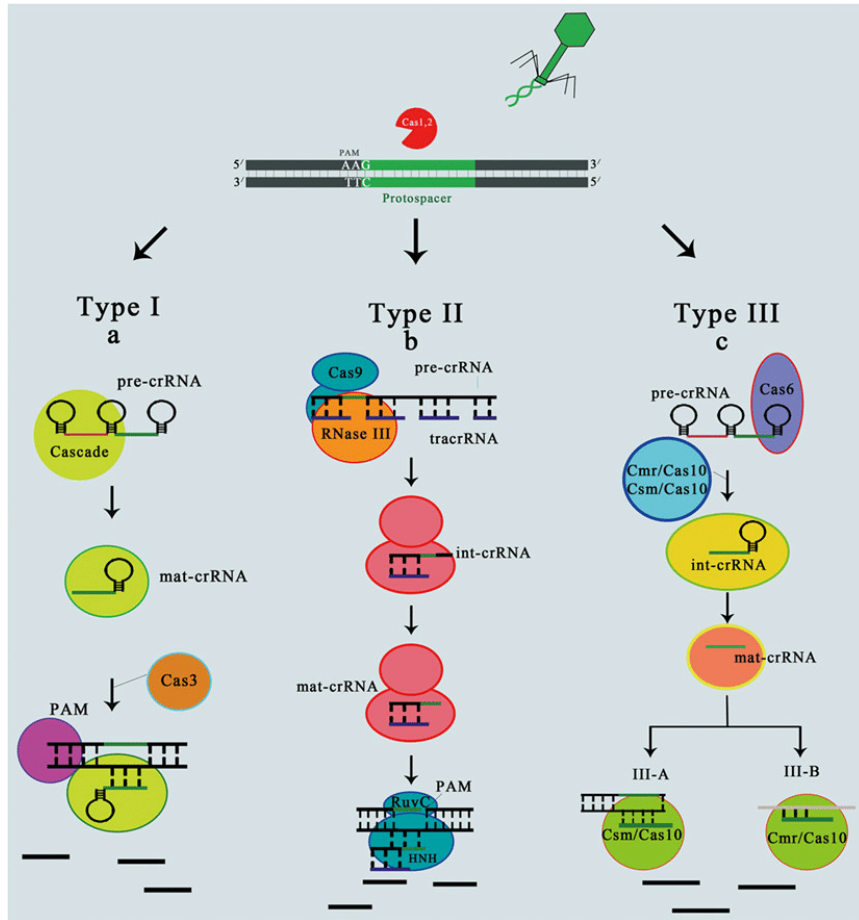 Cas1,2
PAM
5′ AAG 3′
3′ TTC 5′
Protospacer
Type I
a
pre-crRNA
Cascade
mat-crRNA
Cas3
PAM
Type II
b
Cas9
pre-crRNA
RNase III
tracrRNA
int-crRNA
mat-crRNA
PAM
RuvC
HNH
Type III
c
pre-crRNA
Cas6
Cmr/Cas10
Csm/Cas10
int-crRNA
mat-crRNA
III-A
III-B
Csm/Cas10
Cmr/Cas10